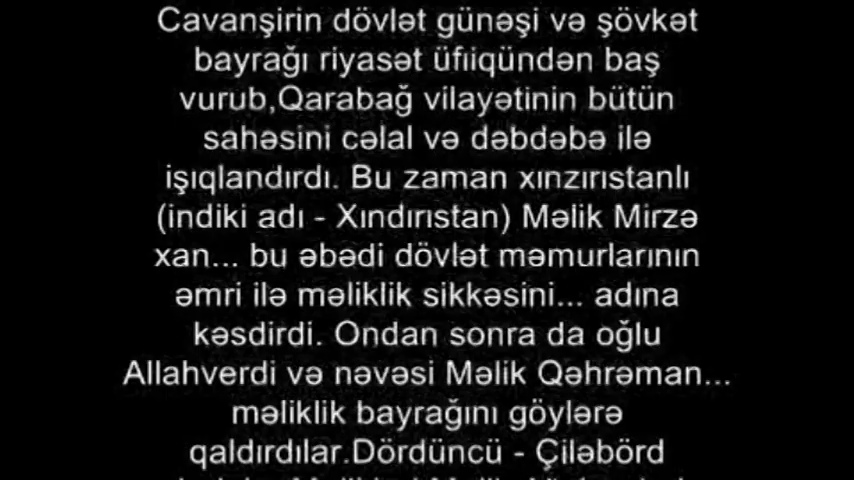 Cavanşirin dövlət günəşi və şövkət
bayrağı riyasət üfiiqündən baş
vurub,Qarabağ vilayətinin bütün
sahəsini cəlal və dəbdəbə ilə
işıqlandırdı. Bu zaman xınzırıstanlı
(indiki adı - Xındırıstan) Məlik Mirzə
xan... bu əbədi dövlət məmurlarının
əmri ilə məliklik sikkəsini... adına
kəsdirdi. Ondan sonra da oğlu
Allahverdi və nəvəsi Məlik Qəhrəman...
məliklik bayrağını göylərə
qaldırdılar.Dördüncü - Çiləbörd